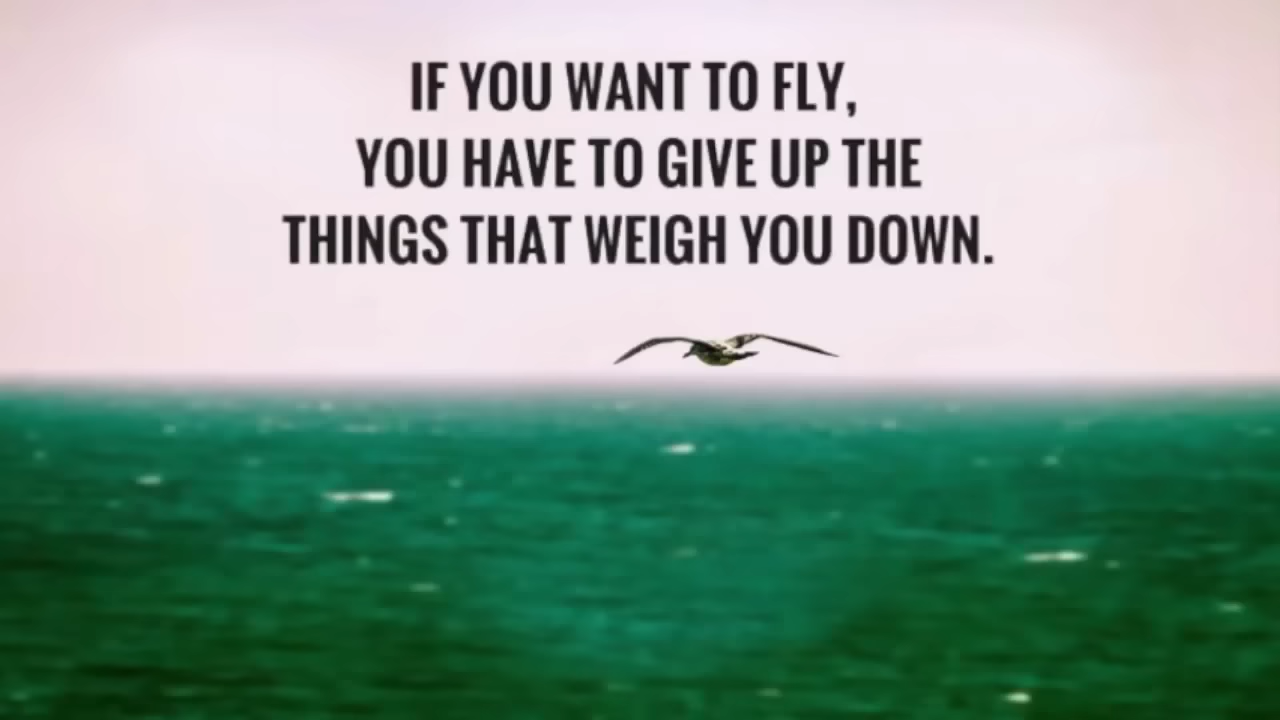 IF YOU WANT TO FLY,
YOU HAVE TO GIVE UP THE
THINGS THAT WEIGH YOU DOWN.